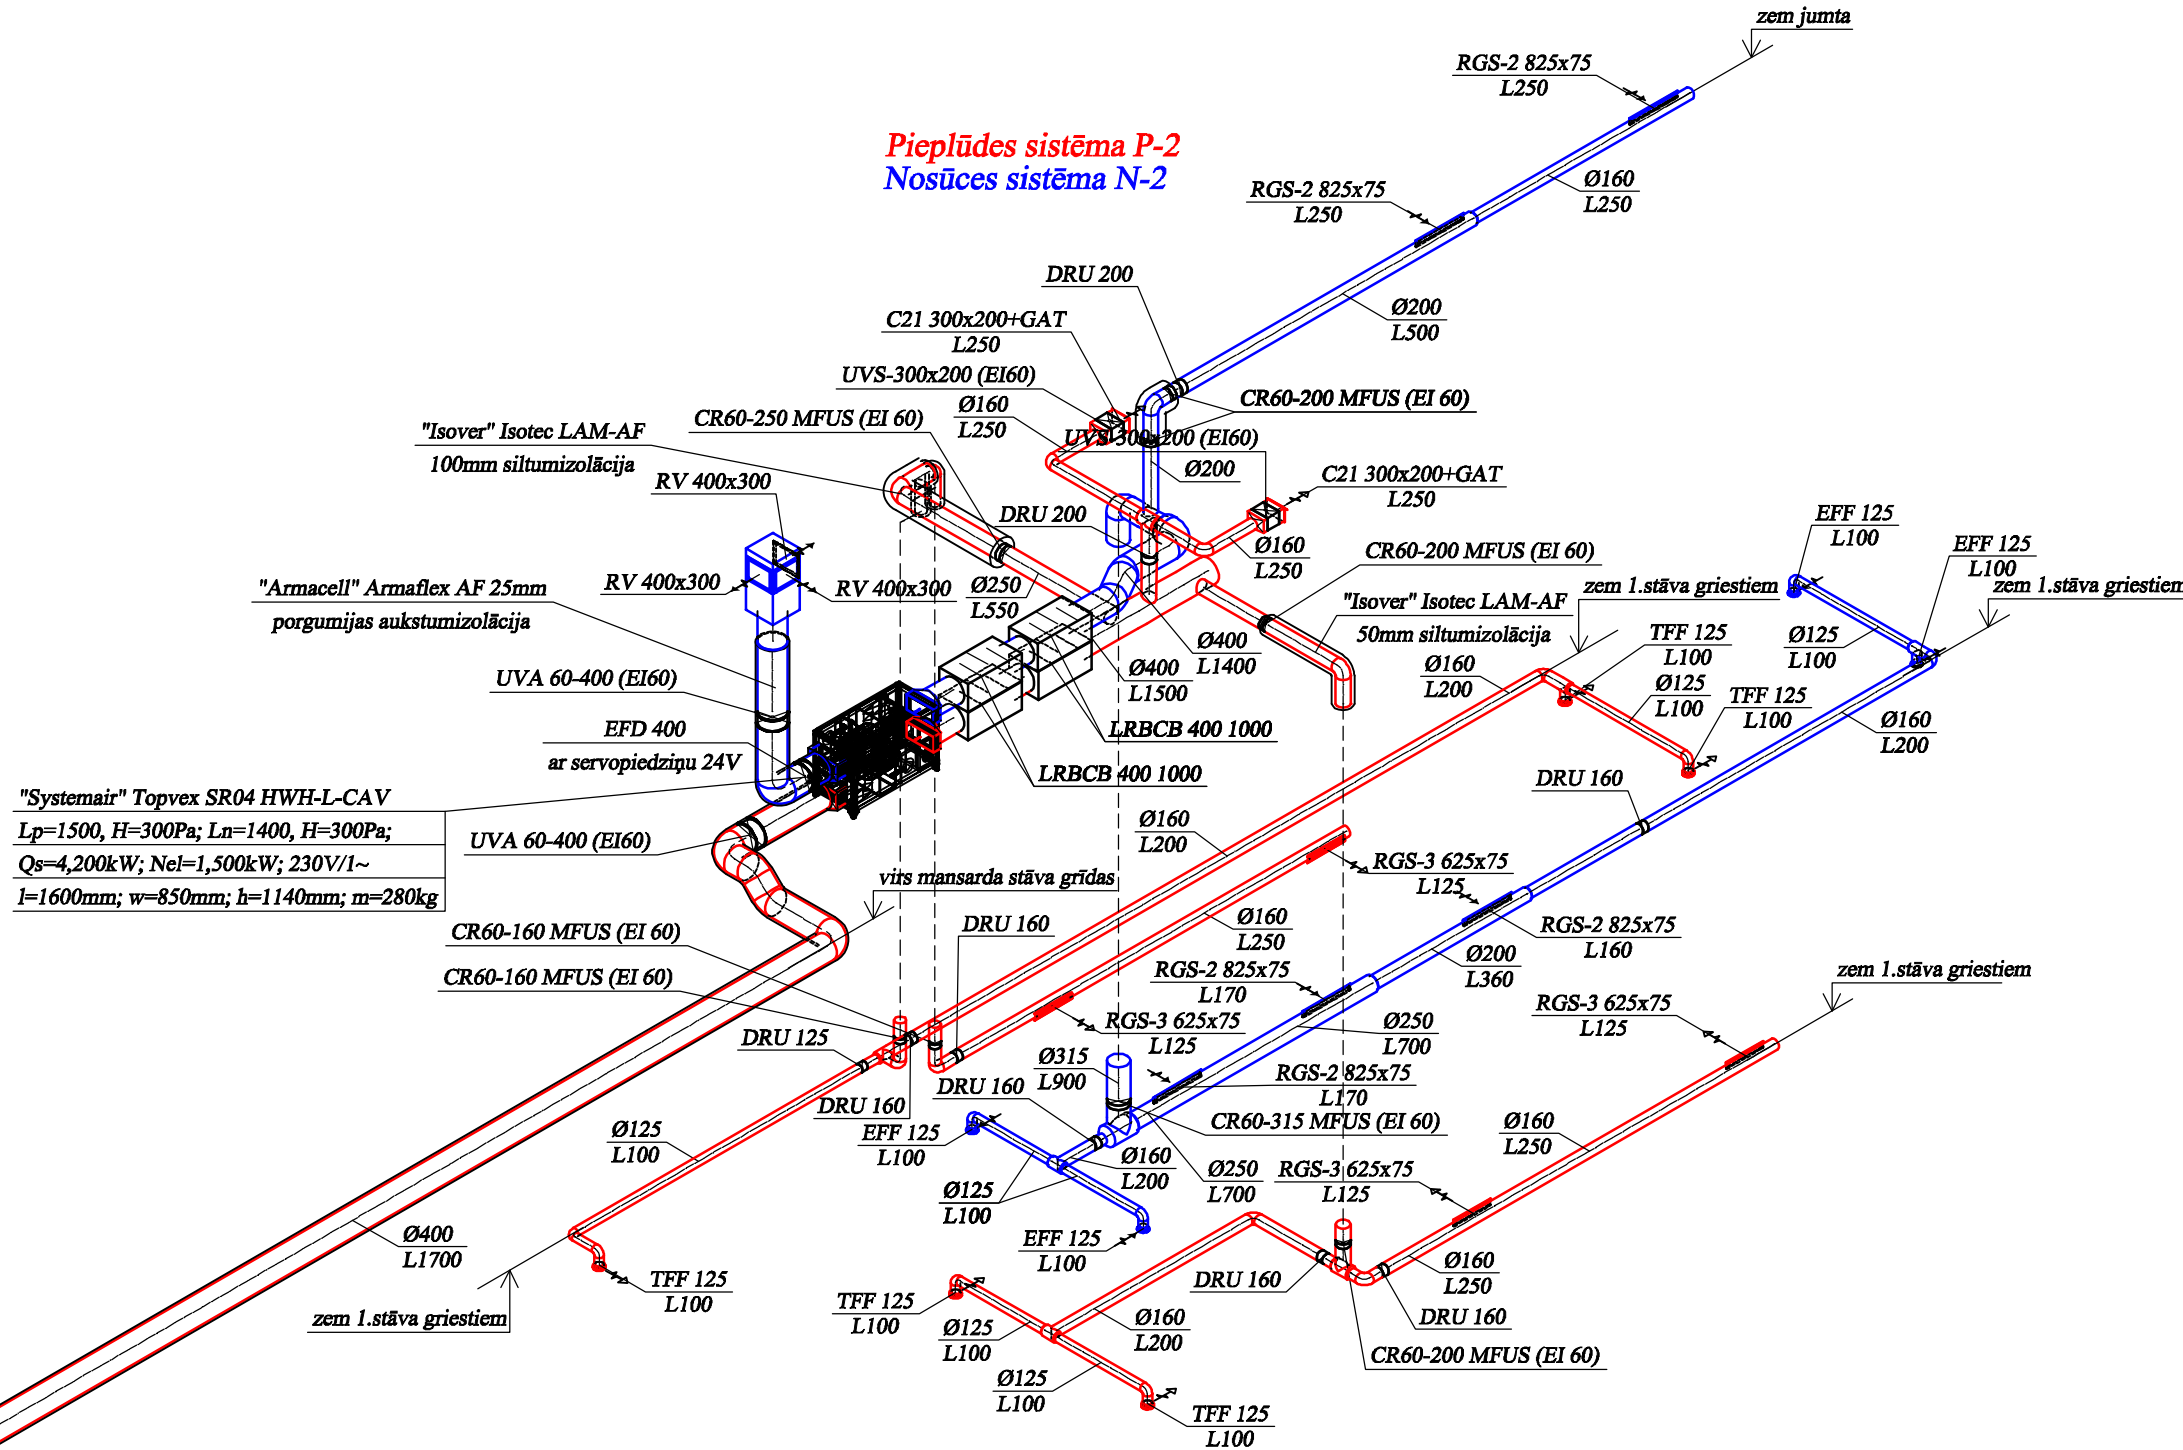 zem jumta
RGS-2 825x75
L250
Pieplūdes sistēma P-2
Nosūces sistēma N-2
RGS-2 825x75
L250
Ø160
L250
DRU 200
Ø200
L500
C21 300x200+GAT
L250
UVS-300x200 (EI60)
Ø160
L250
CR60-200 MFUS (EI 60)
CR60-250 MFUS (EI 60)
"Isover" Isotec LAM-AF
100mm siltumizolācija
UVS-300x200 (EI60)
Ø200
RV 400x300
C21 300x200+GAT
L250
DRU 200
EFF 125
L100
Ø160
L250
CR60-200 MFUS (EI 60)
EFF 125
L100
RV 400x300
RV 400x300
Ø250
L550
"Armacell" Armaflex AF 25mm
porgumijas aukstumizolācija
"Isover" Isotec LAM-AF
50mm siltumizolācija
zem 1.stāva griestiem
zem 1.stāva griestiem
Ø400
L1400
TFF 125
L100
Ø125
L100
Ø400
L1500
Ø160
L200
Ø125
L100
TFF 125
L100
UVA 60-400 (EI60)
Ø160
L200
EFD 400
ar servopiedziņu 24V
LRBCB 400 1000
LRBCB 400 1000
DRU 160
"Systemair" Topvex SR04 HWH-L-CAV
Lp=1500, H=300Pa; Ln=1400, H=300Pa;
Qs=4,200kW; Nel=1,500kW; 230V/1~
l=1600mm; w=850mm; h=1140mm; m=280kg
UVA 60-400 (EI60)
Ø160
L200
virs mansarda stāva grīdas
RGS-3 625x75
L125
CR60-160 MFUS (EI 60)
DRU 160
Ø160
L250
RGS-2 825x75
L160
CR60-160 MFUS (EI 60)
RGS-2 825x75
L170
Ø200
L360
zem 1.stāva griestiem
RGS-3 625x75
L125
DRU 125
RGS-3 625x75
L125
Ø250
L700
Ø315
L900
DRU 160
RGS-2 825x75
L170
DRU 160
CR60-315 MFUS (EI 60)
EFF 125
L100
Ø125
L100
Ø160
L250
Ø160
L200
Ø250
L700
RGS-3 625x75
L125
Ø125
L100
EFF 125
L100
Ø400
L1700
DRU 160
Ø160
L250
TFF 125
L100
zem 1.stāva griestiem
TFF 125
L100
Ø125
L100
Ø160
L200
DRU 160
CR60-200 MFUS (EI 60)
Ø125
L100
TFF 125
L100